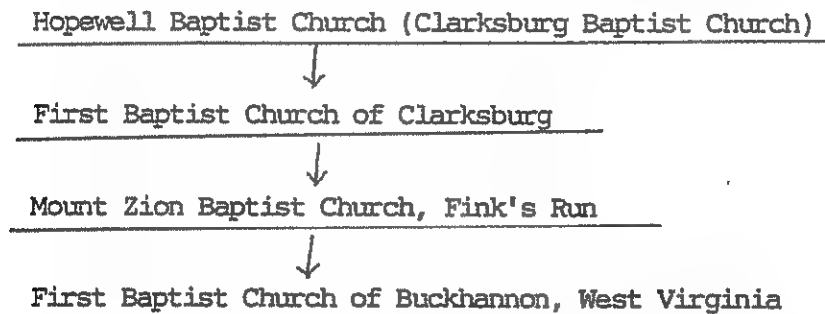 Hopewell Baptist Church (Clarksburg Baptist Church)
First Baptist Church of Clarksburg
Mount Zion Baptist Church, Fink's Run
First Baptist Church of Buckhannon, West Virginia